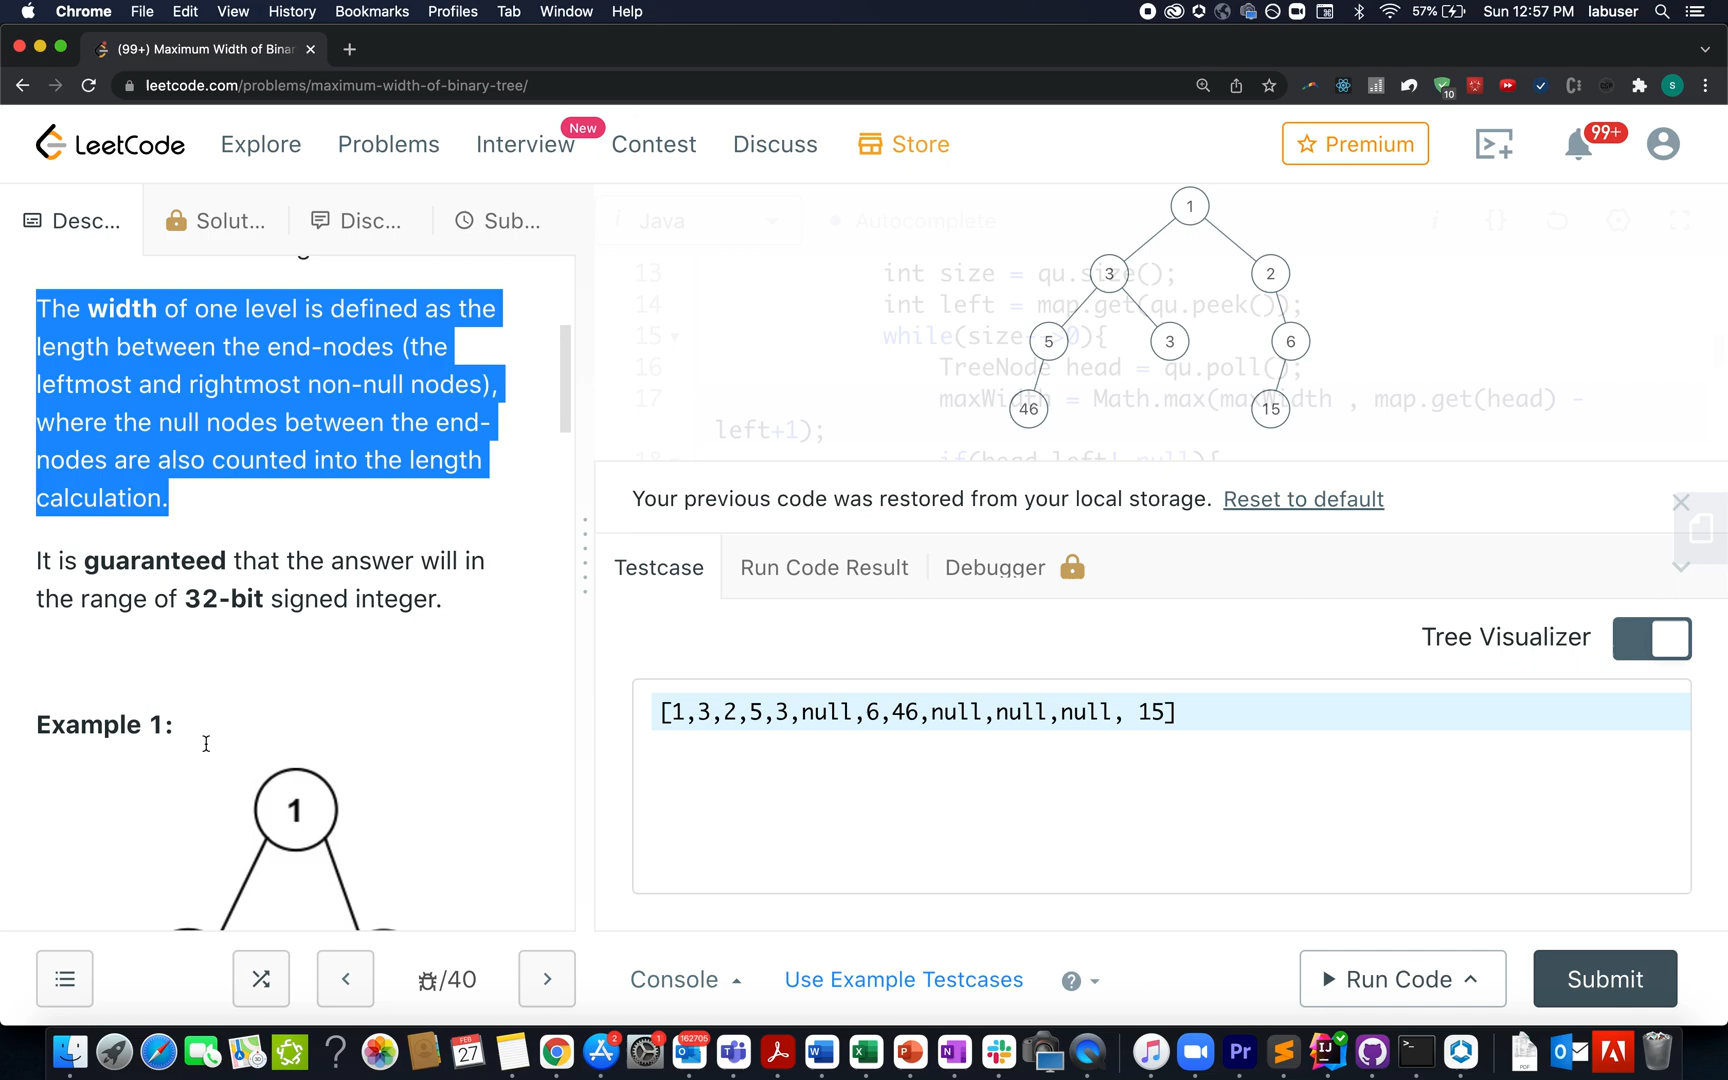 Chrome File Edit View History Bookmarks Profiles Tab Window Help 57% Sun 12:57 PM labuser
(99+) Maximum Width of Binar
leetcode.com/problems/maximum-width-of-binary-tree/
10
S
LeetCode Explore Problems Interview New Contest Discuss Store Premium 99+
Desc... Solut... Disc... Sub...
The width of one level is defined as the
length between the end-nodes (the
leftmost and rightmost non-null nodes),
where the null nodes between the end-
nodes are also counted into the length
calculation.
It is guaranteed that the answer will in
the range of 32-bit signed integer.
Example 1:
1
i Java Autocomplete
13 int size = qu.size();
14 int left = map.get(qu.peek());
15 while(size-->0){
16 TreeNode head = qu.poll();
17 maxWidth = Math.max(maxWidth , map.get(head) -
left+1);
1
3
2
5
3
6
46
15
Your previous code was restored from your local storage. Reset to default
Testcase Run Code Result Debugger
Tree Visualizer
[1,3,2,5,3,null,6,46,null,null,null, 15]
/40
Console Use Example Testcases ? Run Code Submit
2
1
FEB
27
162705
PDF